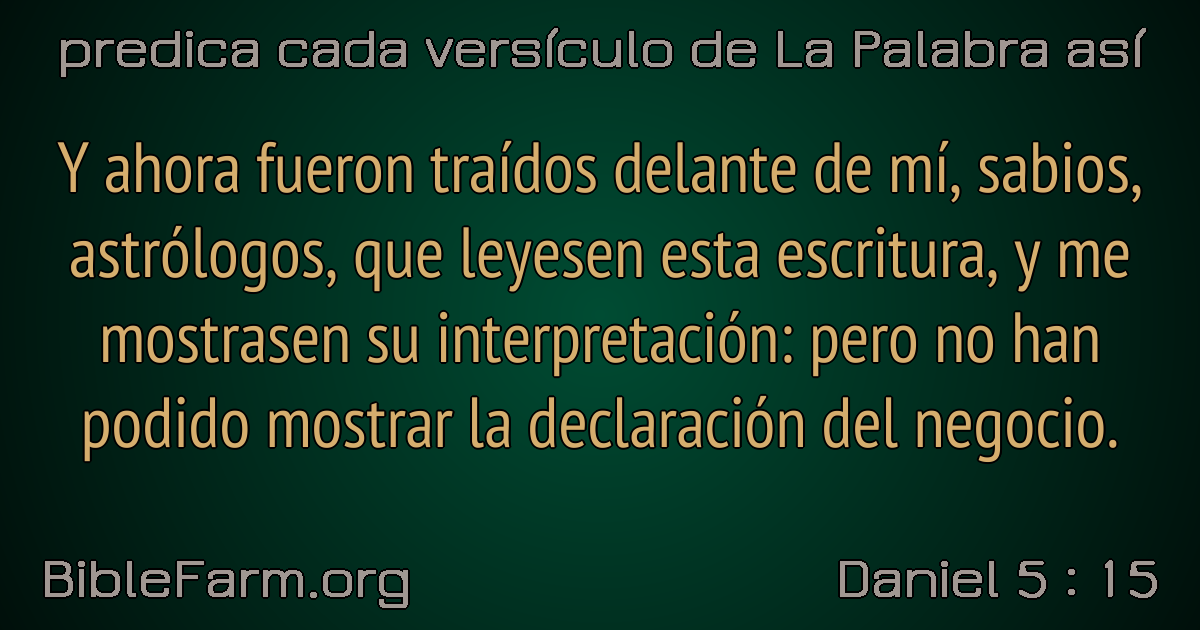 predica cada versículo de La Palabra así
Y ahora fueron traídos delante de mí, sabios,
astrólogos, que leyesen esta escritura, y me
mostrasen su interpretación: pero no han
podido mostrar la declaración del negocio.
BibleFarm.org
Daniel 5 : 15